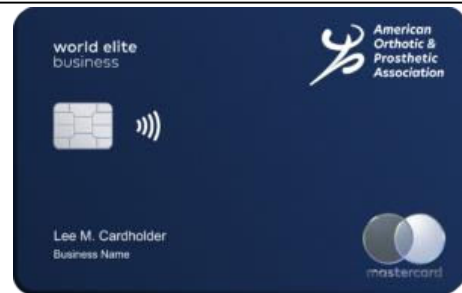 world elite
business
American
Orthotic &
Prosthetic
Association
Lee M. Cardholder
Business Name
mastercard